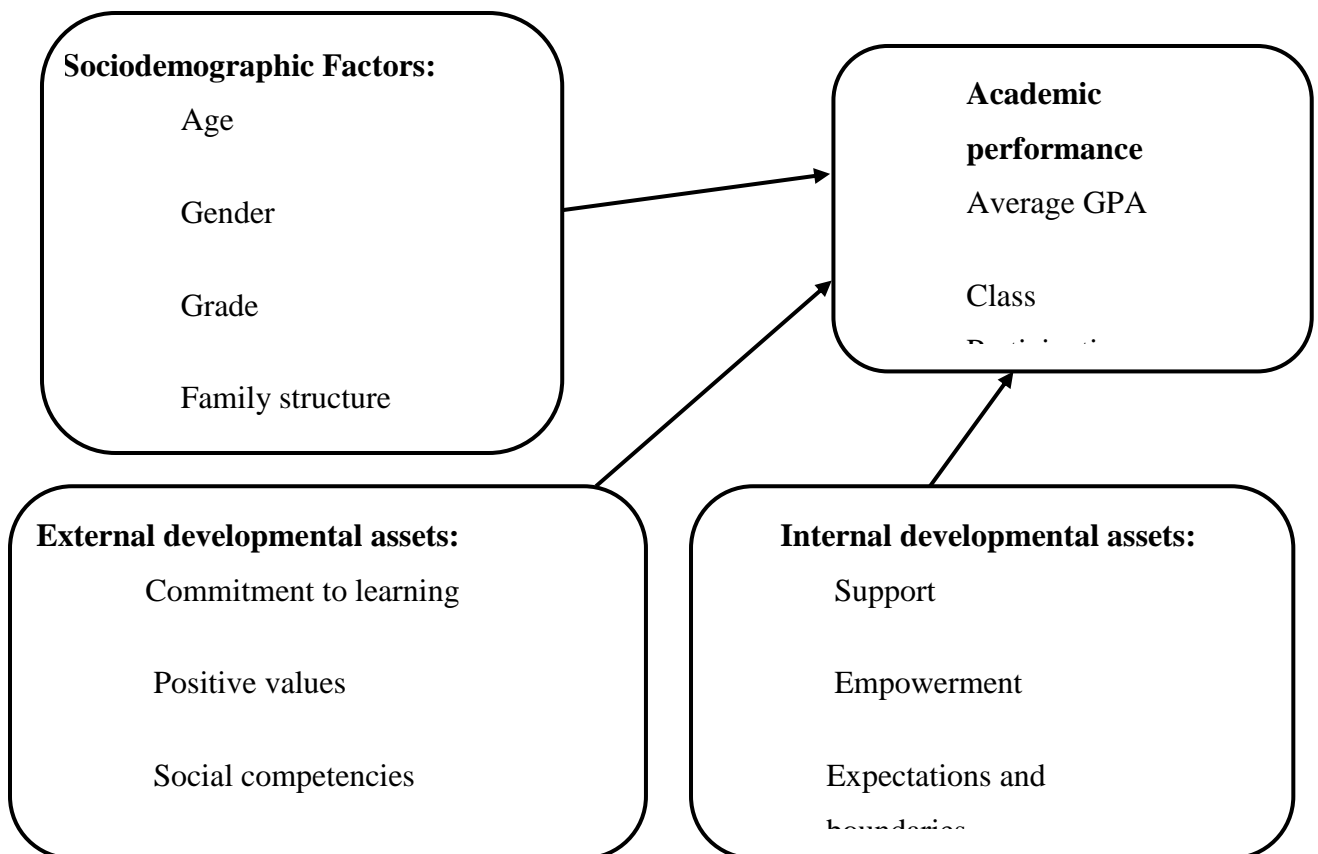 Sociodemographic Factors:
Age
Gender
Grade
Family structure
Academic
performance
Average GPA
Class
External developmental assets:
Commitment to learning
Positive values
Social competencies
Internal developmental assets:
Support
Empowerment
Expectations and
boundaries